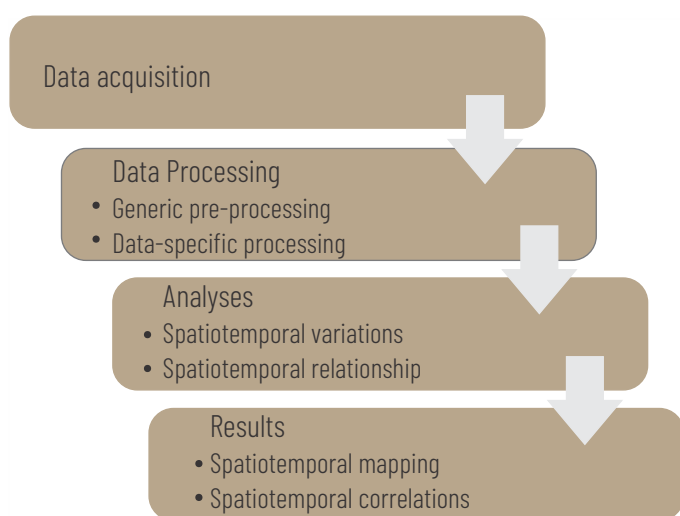 Data acquisition
Data Processing
• Generic pre-processing
• Data-specific processing
Analyses
• Spatiotemporal variations
• Spatiotemporal relationship
Results
• Spatiotemporal mapping
• Spatiotemporal correlations